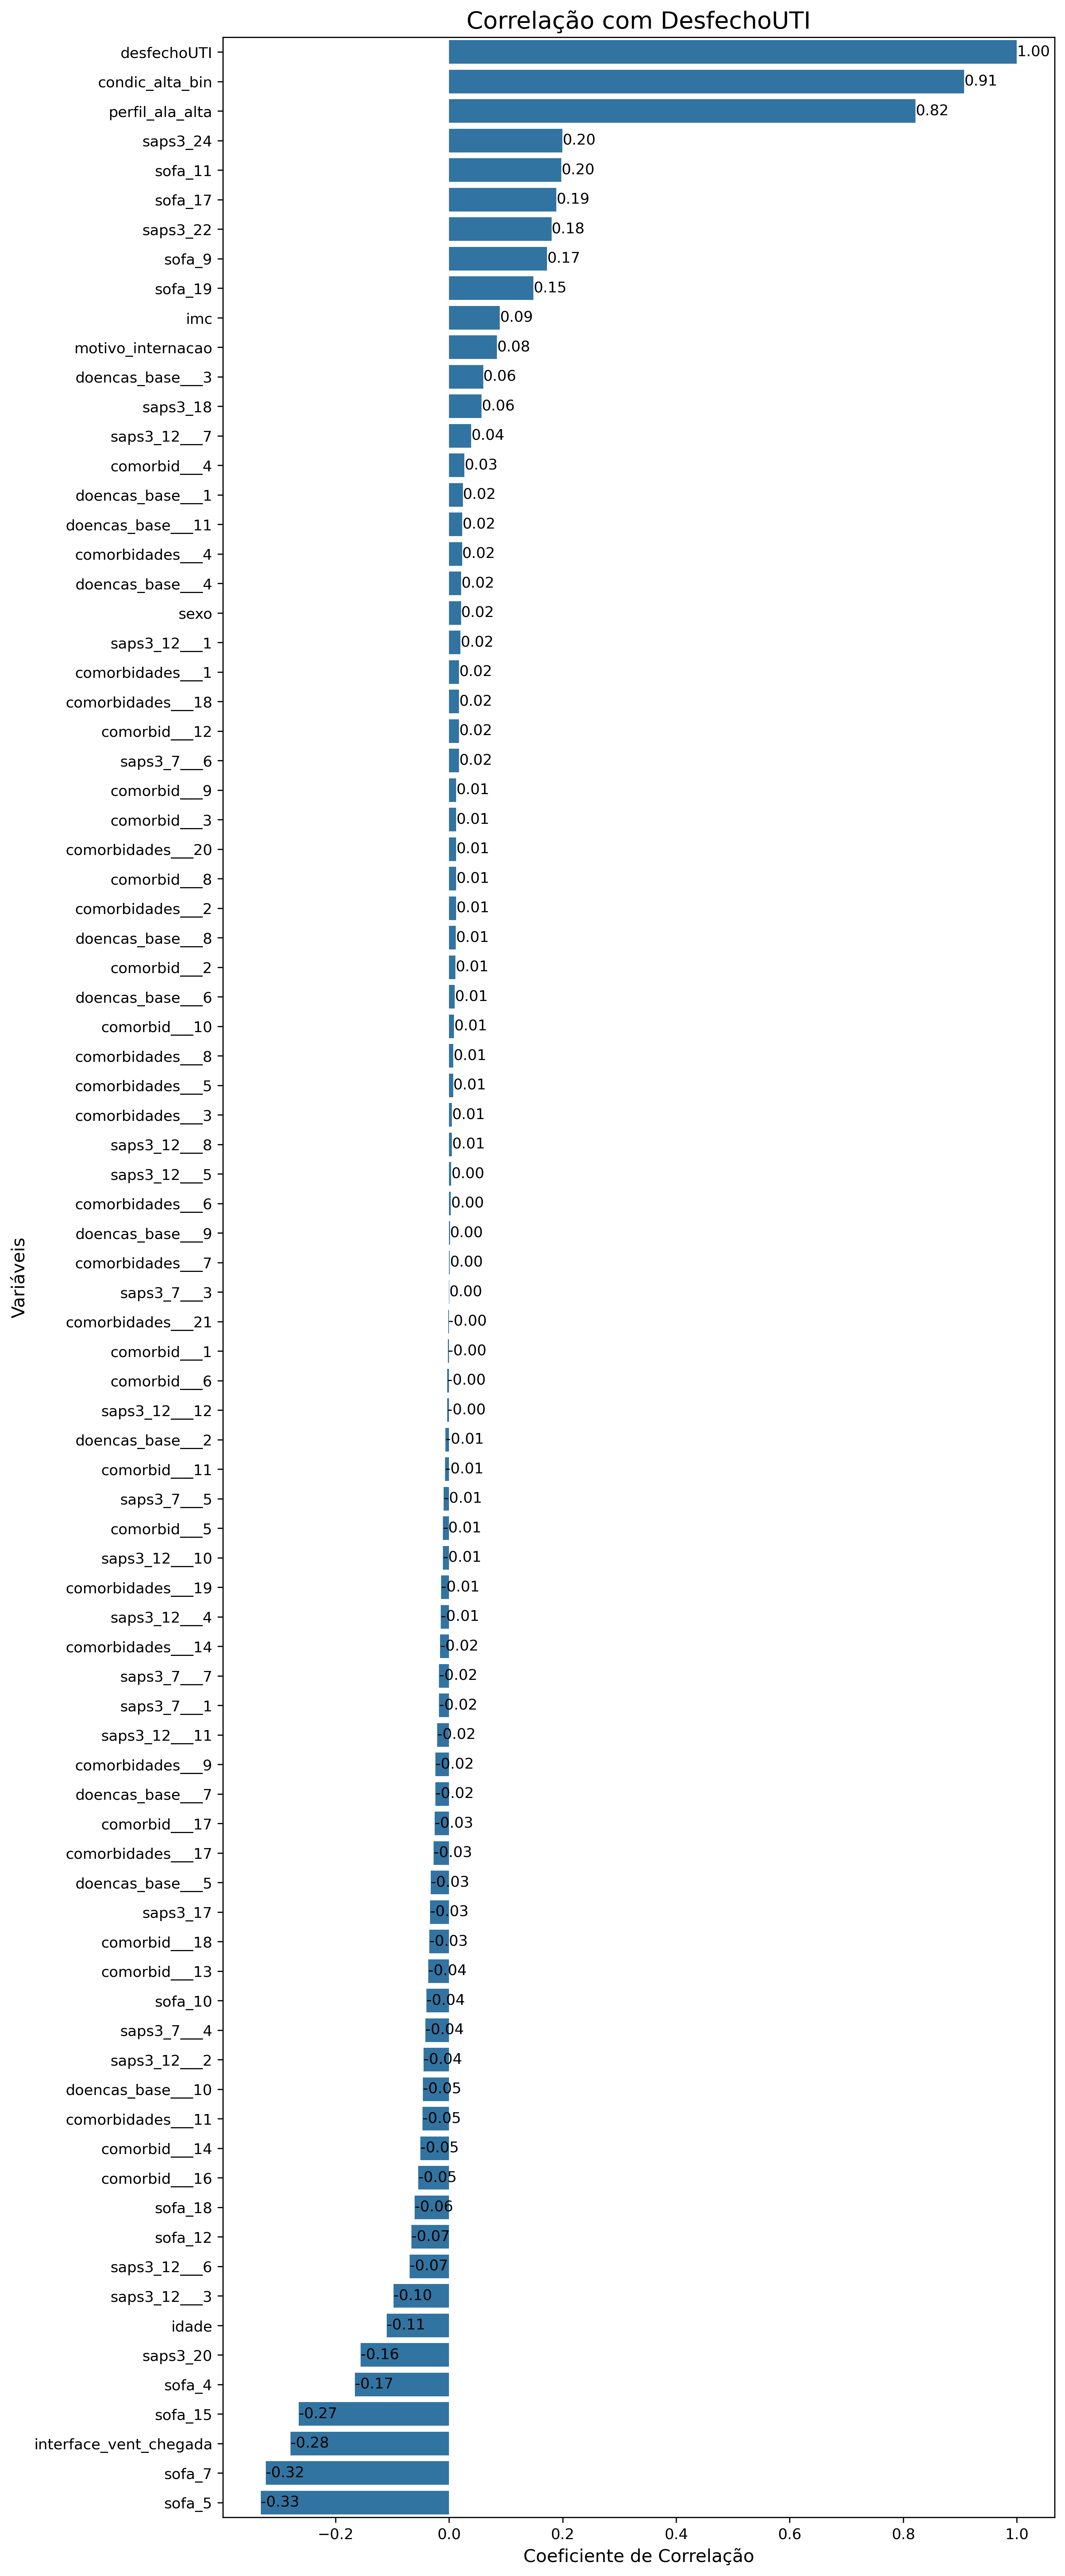 Correlação com DesfechoUTI
desfechoUTI 1.00
condic_alta_bin 0.91
perfil_ala_alta 0.82
saps3_24 0.20
sofa_11 0.20
sofa_17 0.19
saps3_22 0.18
sofa_9 0.17
sofa_19 0.15
imc 0.09
motivo_internacao 0.08
doencas_base___3 0.06
saps3_18 0.06
saps3_12___7 0.04
comorbid___4 0.03
doencas_base___1 0.02
doencas_base___11 0.02
comorbidades___4 0.02
doencas_base___4 0.02
sexo 0.02
saps3_12___1 0.02
comorbidades___1 0.02
comorbidades___18 0.02
comorbid___12 0.02
saps3_7___6 0.02
comorbid___9 0.01
comorbid___3 0.01
comorbidades___20 0.01
comorbid___8 0.01
comorbidades___2 0.01
doencas_base___8 0.01
comorbid___2 0.01
doencas_base___6 0.01
comorbid___10 0.01
comorbidades___8 0.01
comorbidades___5 0.01
comorbidades___3 0.01
saps3_12___8 0.01
saps3_12___5 0.00
comorbidades___6 0.00
doencas_base___9 0.00
comorbidades___7 0.00
saps3_7___3 0.00
comorbidades___21 -0.00
comorbid___1 -0.00
comorbid___6 -0.00
saps3_12___12 -0.00
doencas_base___2 -0.01
comorbid___11 -0.01
saps3_7___5 -0.01
comorbid___5 -0.01
saps3_12___10 -0.01
comorbidades___19 -0.01
saps3_12___4 -0.01
comorbidades___14 -0.02
saps3_7___7 -0.02
saps3_7___1 -0.02
saps3_12___11 -0.02
comorbidades___9 -0.02
doencas_base___7 -0.02
comorbid___17 -0.03
comorbidades___17 -0.03
doencas_base___5 -0.03
saps3_17 -0.03
comorbid___18 -0.03
comorbid___13 -0.04
sofa_10 -0.04
saps3_7___4 -0.04
saps3_12___2 -0.04
doencas_base___10 -0.05
comorbidades___11 -0.05
comorbid___14 -0.05
comorbid___16 -0.05
sofa_18 -0.06
sofa_12 -0.07
saps3_12___6 -0.07
saps3_12___3 -0.10
idade -0.11
saps3_20 -0.16
sofa_4 -0.17
sofa_15 -0.27
interface_vent_chegada -0.28
sofa_7 -0.32
sofa_5 -0.33
Variáveis
−0.2 0.0 0.2 0.4 0.6 0.8 1.0
Coeficiente de Correlação